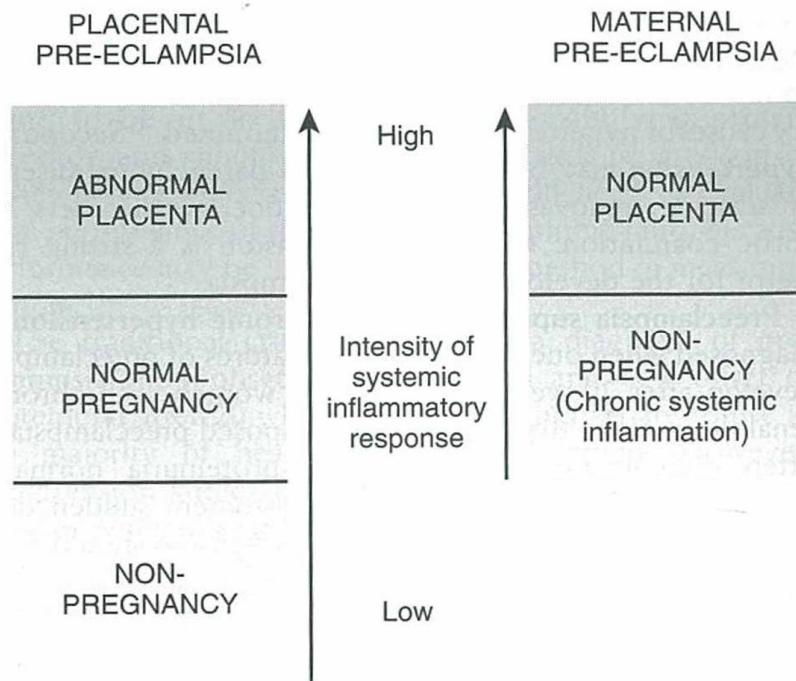 PLACENTAL
PRE-ECLAMPSIA
MATERNAL
PRE-ECLAMPSIA
High
ABNORMAL
PLACENTA
NORMAL
PLACENTA
NORMAL
PREGNANCY
Intensity of
systemic
inflammatory
response
NON-
PREGNANCY
(Chronic systemic
inflammation)
NON-
PREGNANCY
Low